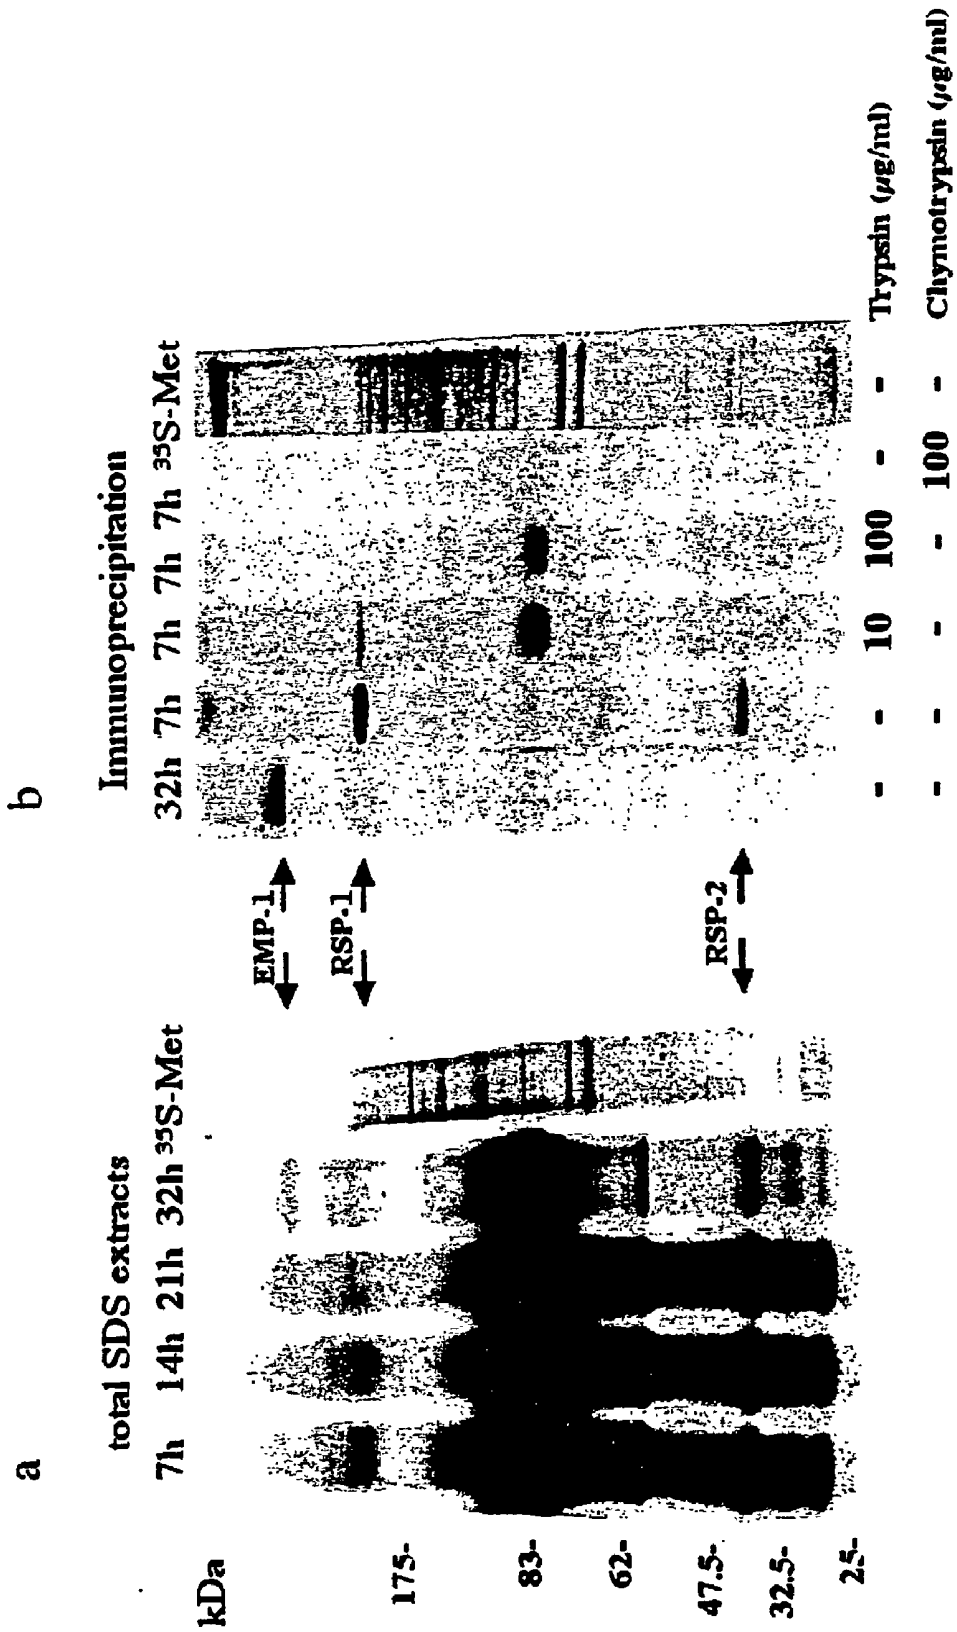 a
total SDS extracts
7h 14h 21h 32h ³⁵S-Met
kDa
175-
83-
62-
47.5-
32.5-
25-
EMP-1
RSP-1
RSP-2
b
Immunoprecipitation
32h 7h 7h 7h 7h ³⁵S-Met
- - 10 100 - - Trypsin (µg/ml)
- - - - 100 - Chymotrypsin (µg/ml)